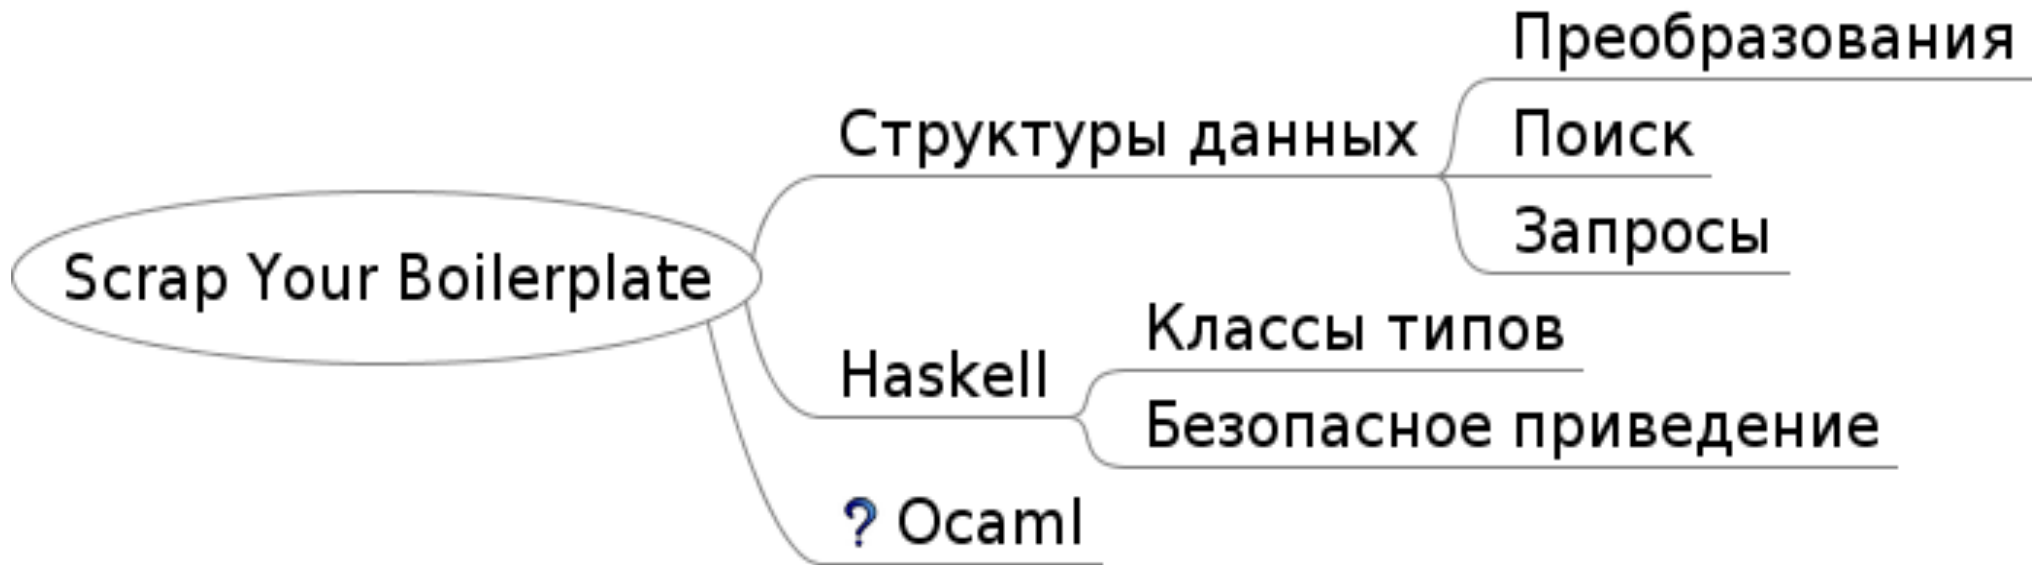 Scrap Your Boilerplate
Структуры данных
Преобразования
Поиск
Запросы
Haskell
Классы типов
Безопасное приведение
? Ocaml